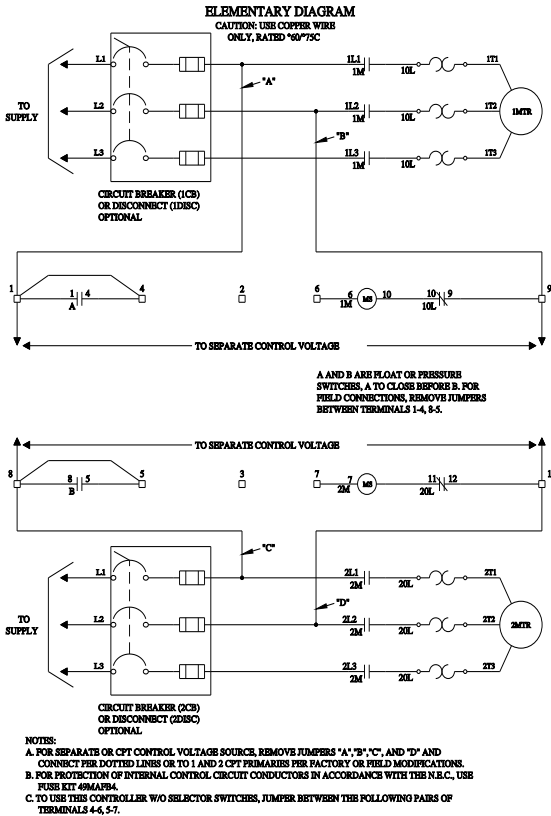 ELEMENTARY DIAGRAM
CAUTION: USE COPPER WIRE
ONLY, RATED °60/°75C
L1
1L1
1M
10L
1T1
"A"
TO
SUPPLY
L2
1L2
1M
10L
1T2
1MTR
"B"
L3
1L3
1M
10L
1T3
CIRCUIT BREAKER (1CB)
OR DISCONNECT (1DISC)
OPTIONAL
1
1 4
A
4
2
6
6
1M
MS
10
10 9
10L
9
TO SEPARATE CONTROL VOLTAGE
A AND B ARE FLOAT OR PRESSURE
SWITCHES, A TO CLOSE BEFORE B. FOR
FIELD CONNECTIONS, REMOVE JUMPERS
BETWEEN TERMINALS 1-4, 8-5.
TO SEPARATE CONTROL VOLTAGE
8
8 5
B
5
3
7
7
2M
MS
11 12
20L
1
"C"
L1
2L1
2M
20L
2T1
"D"
TO
SUPPLY
L2
2L2
2M
20L
2T2
2MTR
L3
2L3
2M
20L
2T3
CIRCUIT BREAKER (2CB)
OR DISCONNECT (2DISC)
OPTIONAL
NOTES:
A. FOR SEPARATE OR CPT CONTROL VOLTAGE SOURCE, REMOVE JUMPERS "A","B","C", AND "D" AND
CONNECT PER DOTTED LINES OR TO 1 AND 2 CPT PRIMARIES PER FACTORY OR FIELD MODIFICATIONS.
B. FOR PROTECTION OF INTERNAL CONTROL CIRCUIT CONDUCTORS IN ACCORDANCE WITH THE N.E.C., USE
FUSE KIT 49MAFB4.
C. TO USE THIS CONTROLLER W/O SELECTOR SWITCHES, JUMPER BETWEEN THE FOLLOWING PAIRS OF
TERMINALS 4-6, 5-7.